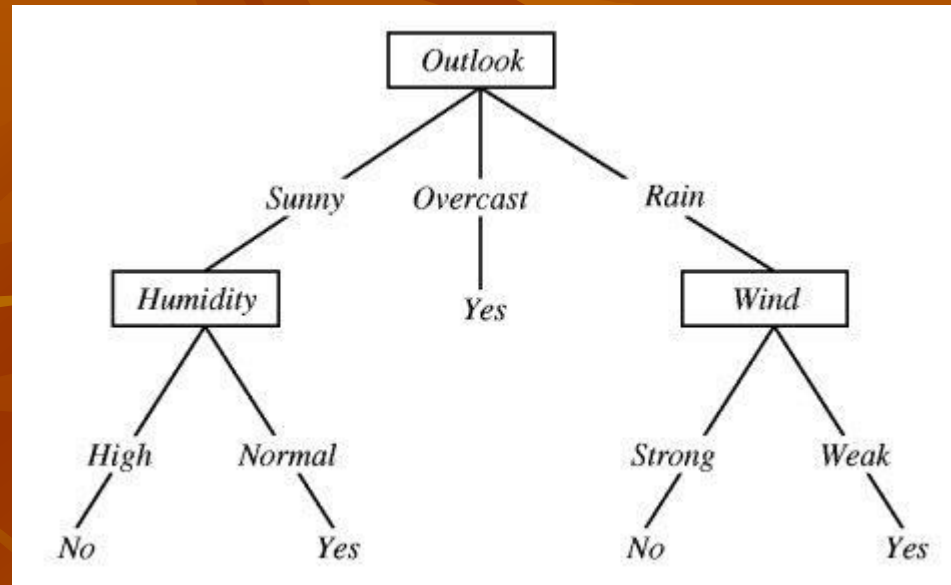 Outlook
Sunny Overcast Rain
Humidity Yes Wind
High Normal Strong Weak
No Yes No Yes